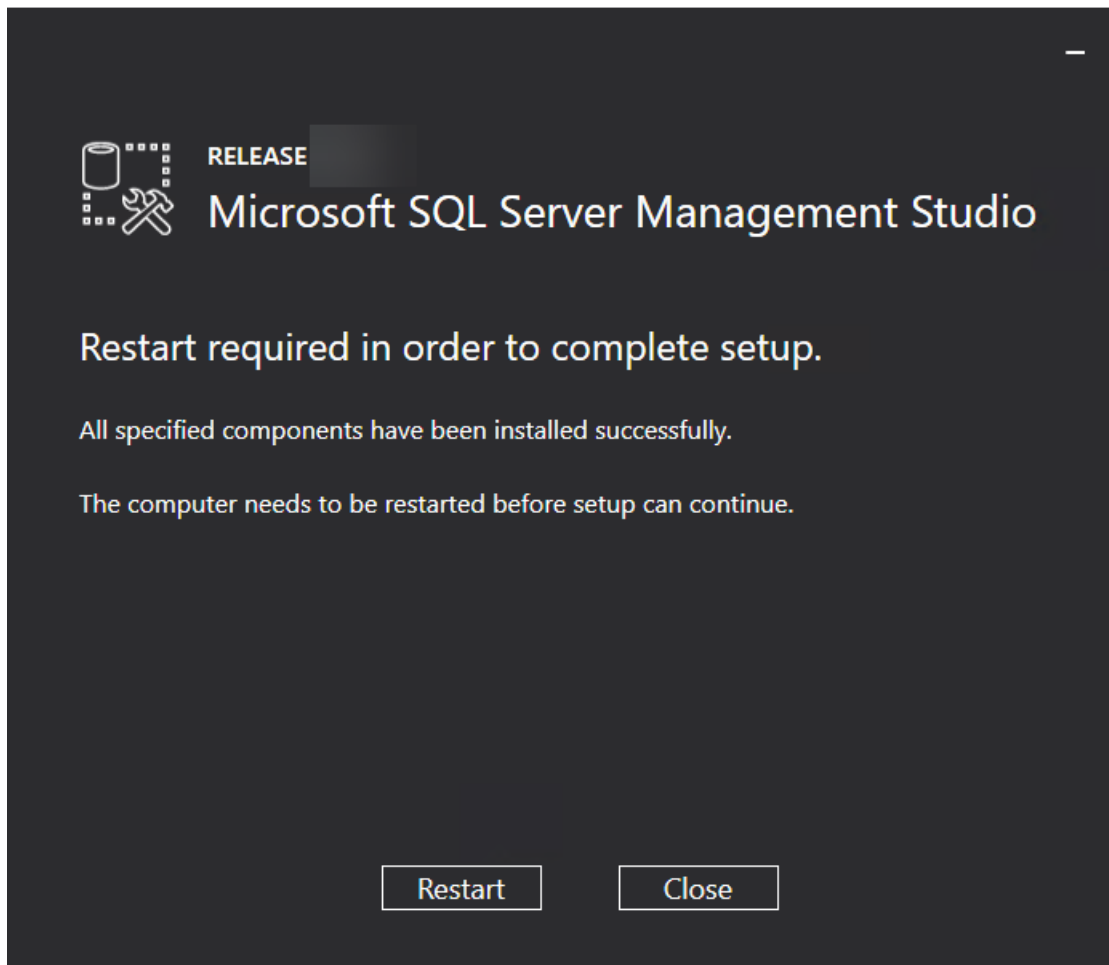 RELEASE
Microsoft SQL Server Management Studio
Restart required in order to complete setup.
All specified components have been installed successfully.
The computer needs to be restarted before setup can continue.
Restart Close